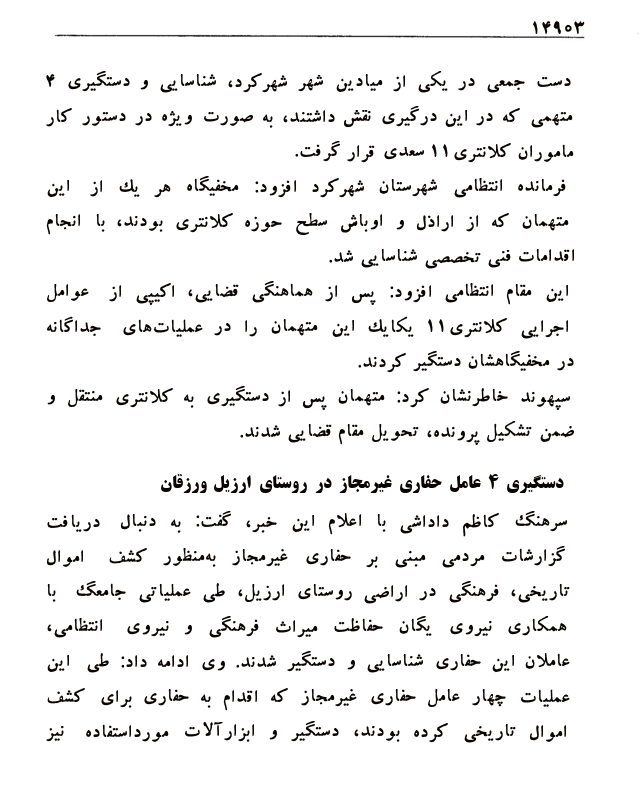 ۱۴۹۰۳
دست جمعی در یکی از میادین شهر شهرکرد، شناسایی و دستگیری ۴
متهمی که در این درگیری نقش داشتند، به صورت ویژه در دستور کار
ماموران کلانتری ۱۱ سعدی قرار گرفت.
فرمانده انتظامی شهرستان شهرکرد افزود: مخفیگاه هر یك از این
متهمان که از اراذل و اوباش سطح حوزه کلانتری بودند، با انجام
اقدامات فنی تخصصی شناسایی شد.
این مقام انتظامی افزود: پس از هماهنگی قضایی، اکیپی از عوامل
اجرایی کلانتری ۱۱ یکایك این متهمان را در عملیات‌های جداگانه
در مخفیگاهشان دستگیر کردند.
سپهوند خاطرنشان کرد: متهمان پس از دستگیری به کلانتری منتقل و
ضمن تشکیل پرونده، تحویل مقام قضایی شدند.
دستگیری ۴ عامل حفاری غیرمجاز در روستای ارزیل ورزقان
سرهنگ کاظم داداشی با اعلام این خبر، گفت: به دنبال دریافت
گزارشات مردمی مبنی بر حفاری غیرمجاز به‌منظور کشف اموال
تاریخی، فرهنگی در اراضی روستای ارزیل، طی عملیاتی جامعگ با
همکاری نیروی یگان حفاظت میراث فرهنگی و نیروی انتظامی،
عاملان این حفاری شناسایی و دستگیر شدند. وی ادامه داد: طی این
عملیات چهار عامل حفاری غیرمجاز که اقدام به حفاری برای کشف
اموال تاریخی کرده بودند، دستگیر و ابزارآلات مورداستفاده نیز